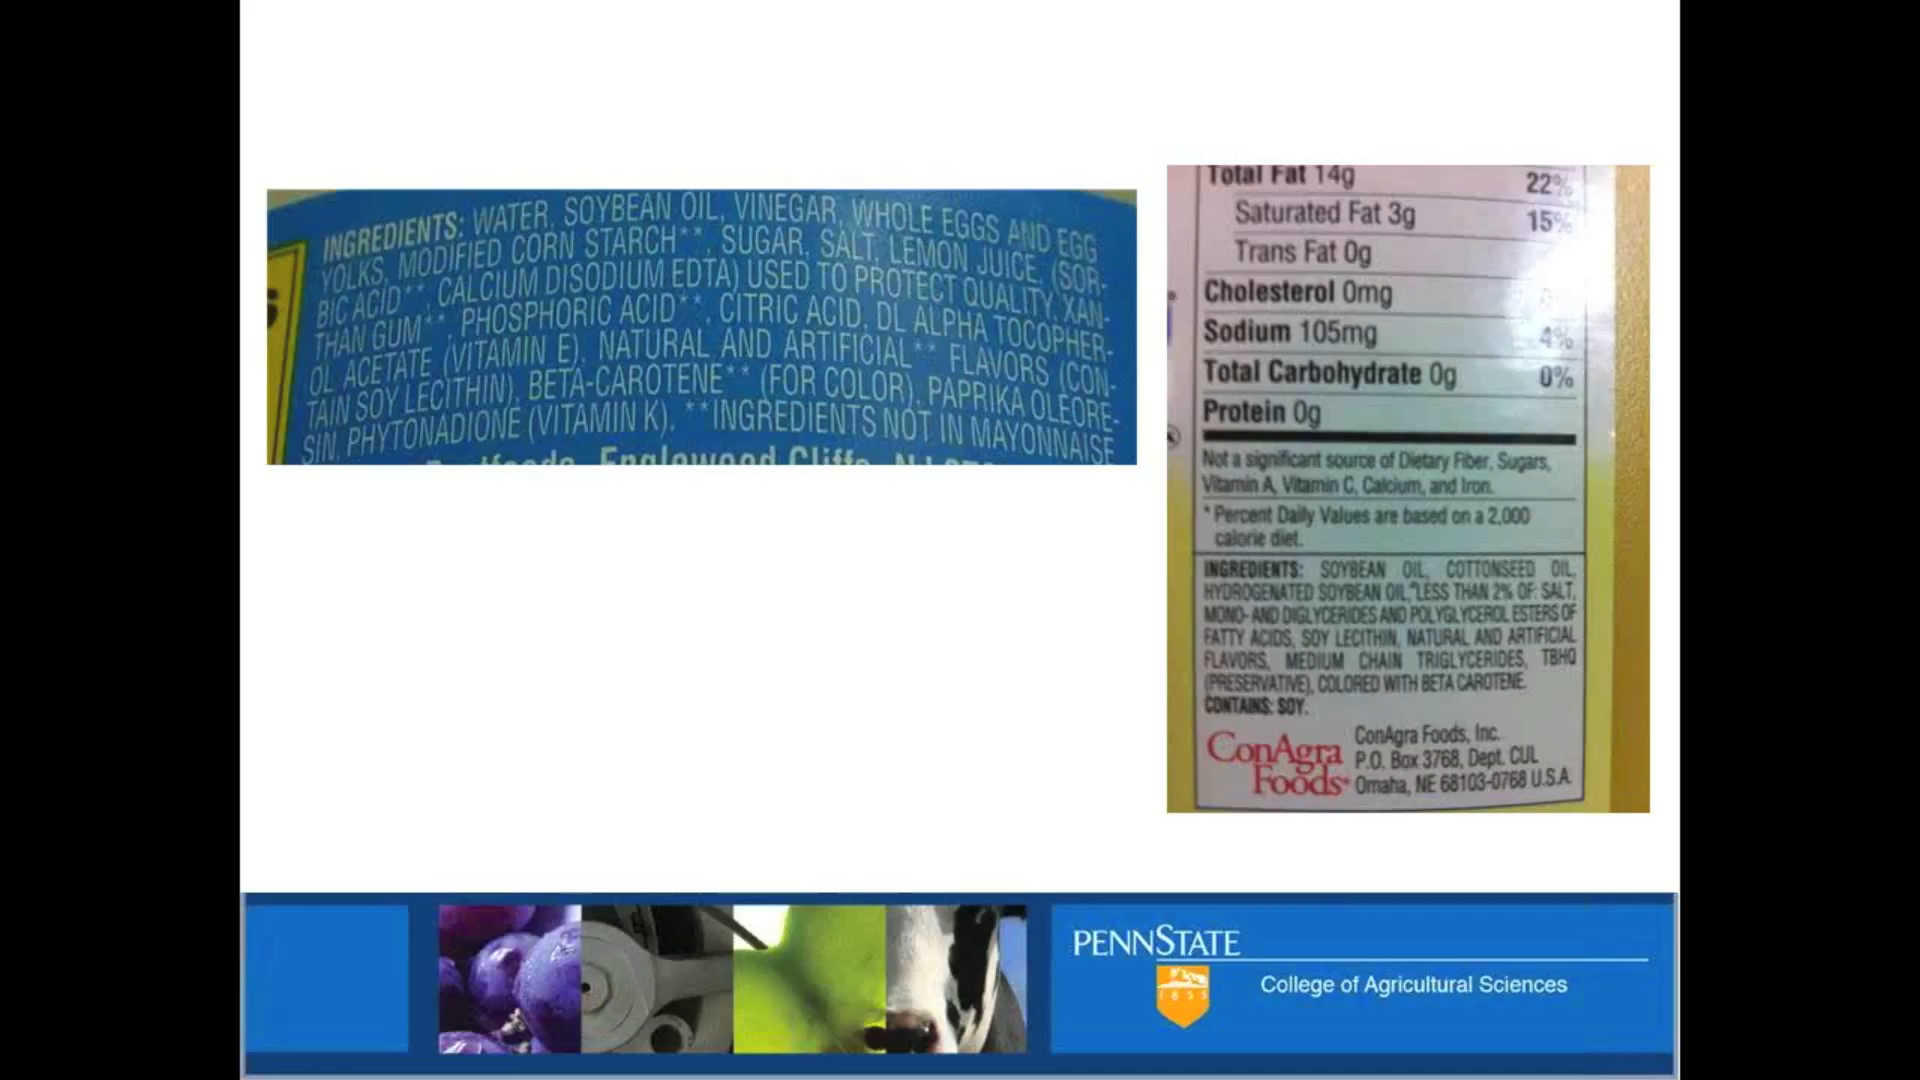 INGREDIENTS: WATER, SOYBEAN OIL, VINEGAR, WHOLE EGGS AND EGG
YOLKS, MODIFIED CORN STARCH**, SUGAR, SALT, LEMON JUICE, (SOR-
BIC ACID**, CALCIUM DISODIUM EDTA) USED TO PROTECT QUALITY, XAN-
THAN GUM**, PHOSPHORIC ACID**, CITRIC ACID, DL ALPHA TOCOPHER-
OL ACETATE (VITAMIN E), NATURAL AND ARTIFICIAL** FLAVORS (CON-
TAIN SOY LECITHIN), BETA-CAROTENE** (FOR COLOR), PAPRIKA OLEORE-
SIN, PHYTONADIONE (VITAMIN K). **INGREDIENTS NOT IN MAYONNAISE
Englewood Cliffs, NJ
Total Fat 14g 22%
Saturated Fat 3g 15%
Trans Fat 0g
Cholesterol 0mg
Sodium 105mg 4%
Total Carbohydrate 0g 0%
Protein 0g
Not a significant source of Dietary Fiber, Sugars,
Vitamin A, Vitamin C, Calcium, and Iron.
* Percent Daily Values are based on a 2,000
calorie diet.
INGREDIENTS: SOYBEAN OIL, COTTONSEED OIL,
HYDROGENATED SOYBEAN OIL, LESS THAN 2% OF: SALT,
MONO- AND DIGLYCERIDES AND POLYGLYCEROL ESTERS OF
FATTY ACIDS, SOY LECITHIN, NATURAL AND ARTIFICIAL
FLAVORS, MEDIUM CHAIN TRIGLYCERIDES, TBHQ
(PRESERVATIVE), COLORED WITH BETA CAROTENE.
CONTAINS: SOY.
ConAgra
Foods
ConAgra Foods, Inc.
P.O. Box 3768, Dept. CUL
Omaha, NE 68103-0768 U.S.A.
PENNSTATE
1855
College of Agricultural Sciences